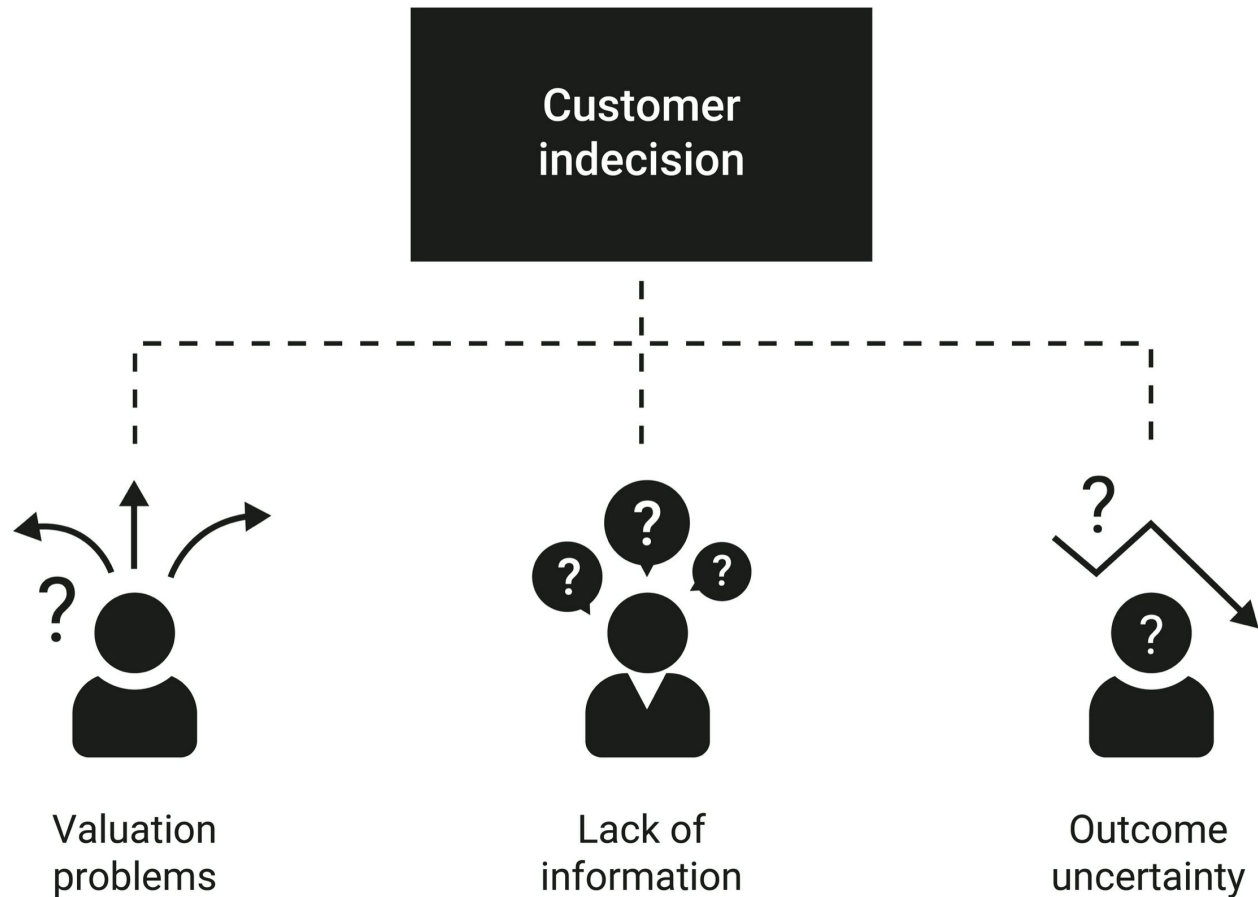 Customer
indecision
?
?
?
?
?
?
Valuation
problems
Lack of
information
Outcome
uncertainty